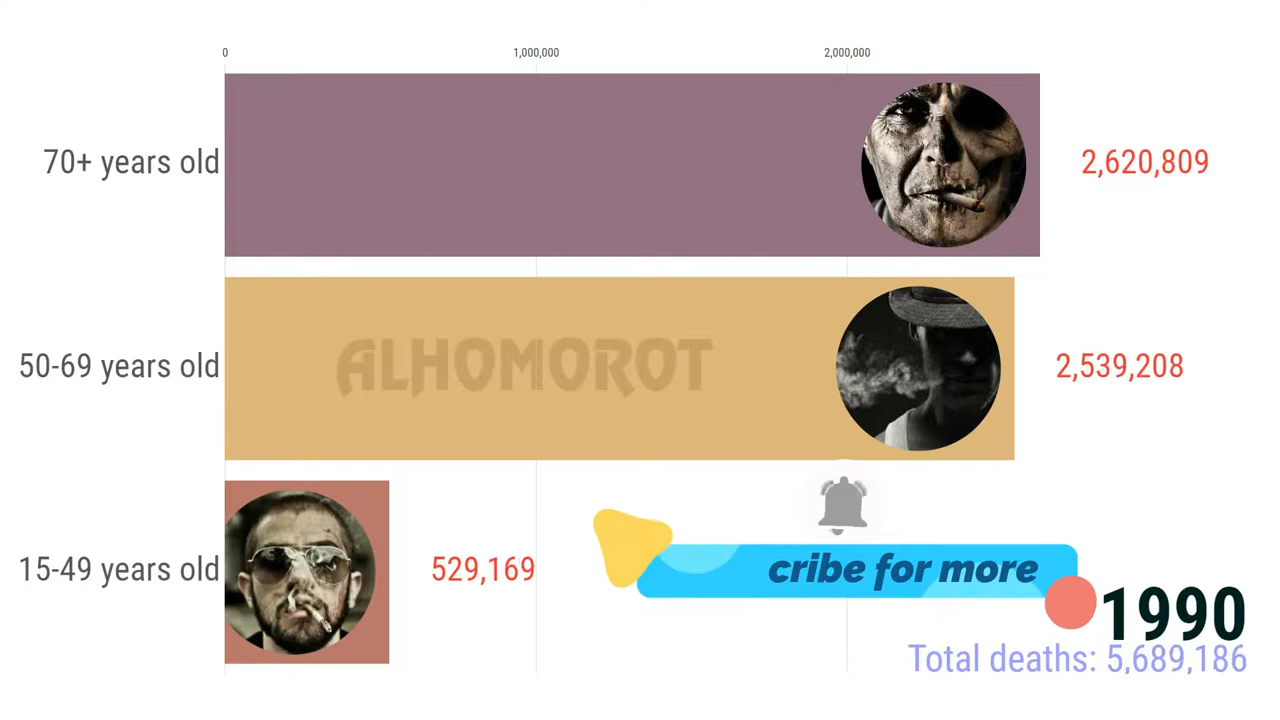 0 1,000,000 2,000,000
70+ years old 2,620,809
ALHOMOROT
50-69 years old 2,539,208
15-49 years old 529,169
cribe for more
1990
Total deaths: 5,689,186